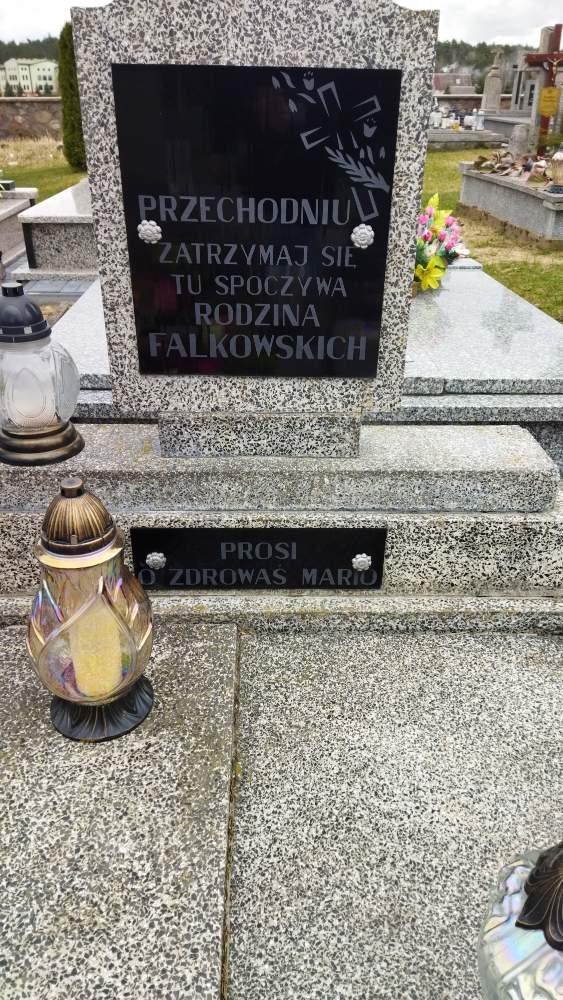 PRZECHODNIU
ZATRZYMAJ SIĘ
TU SPOCZYWA
RODZINA
FALKOWSKICH
PROSI
O ZDROWAŚ MARIO